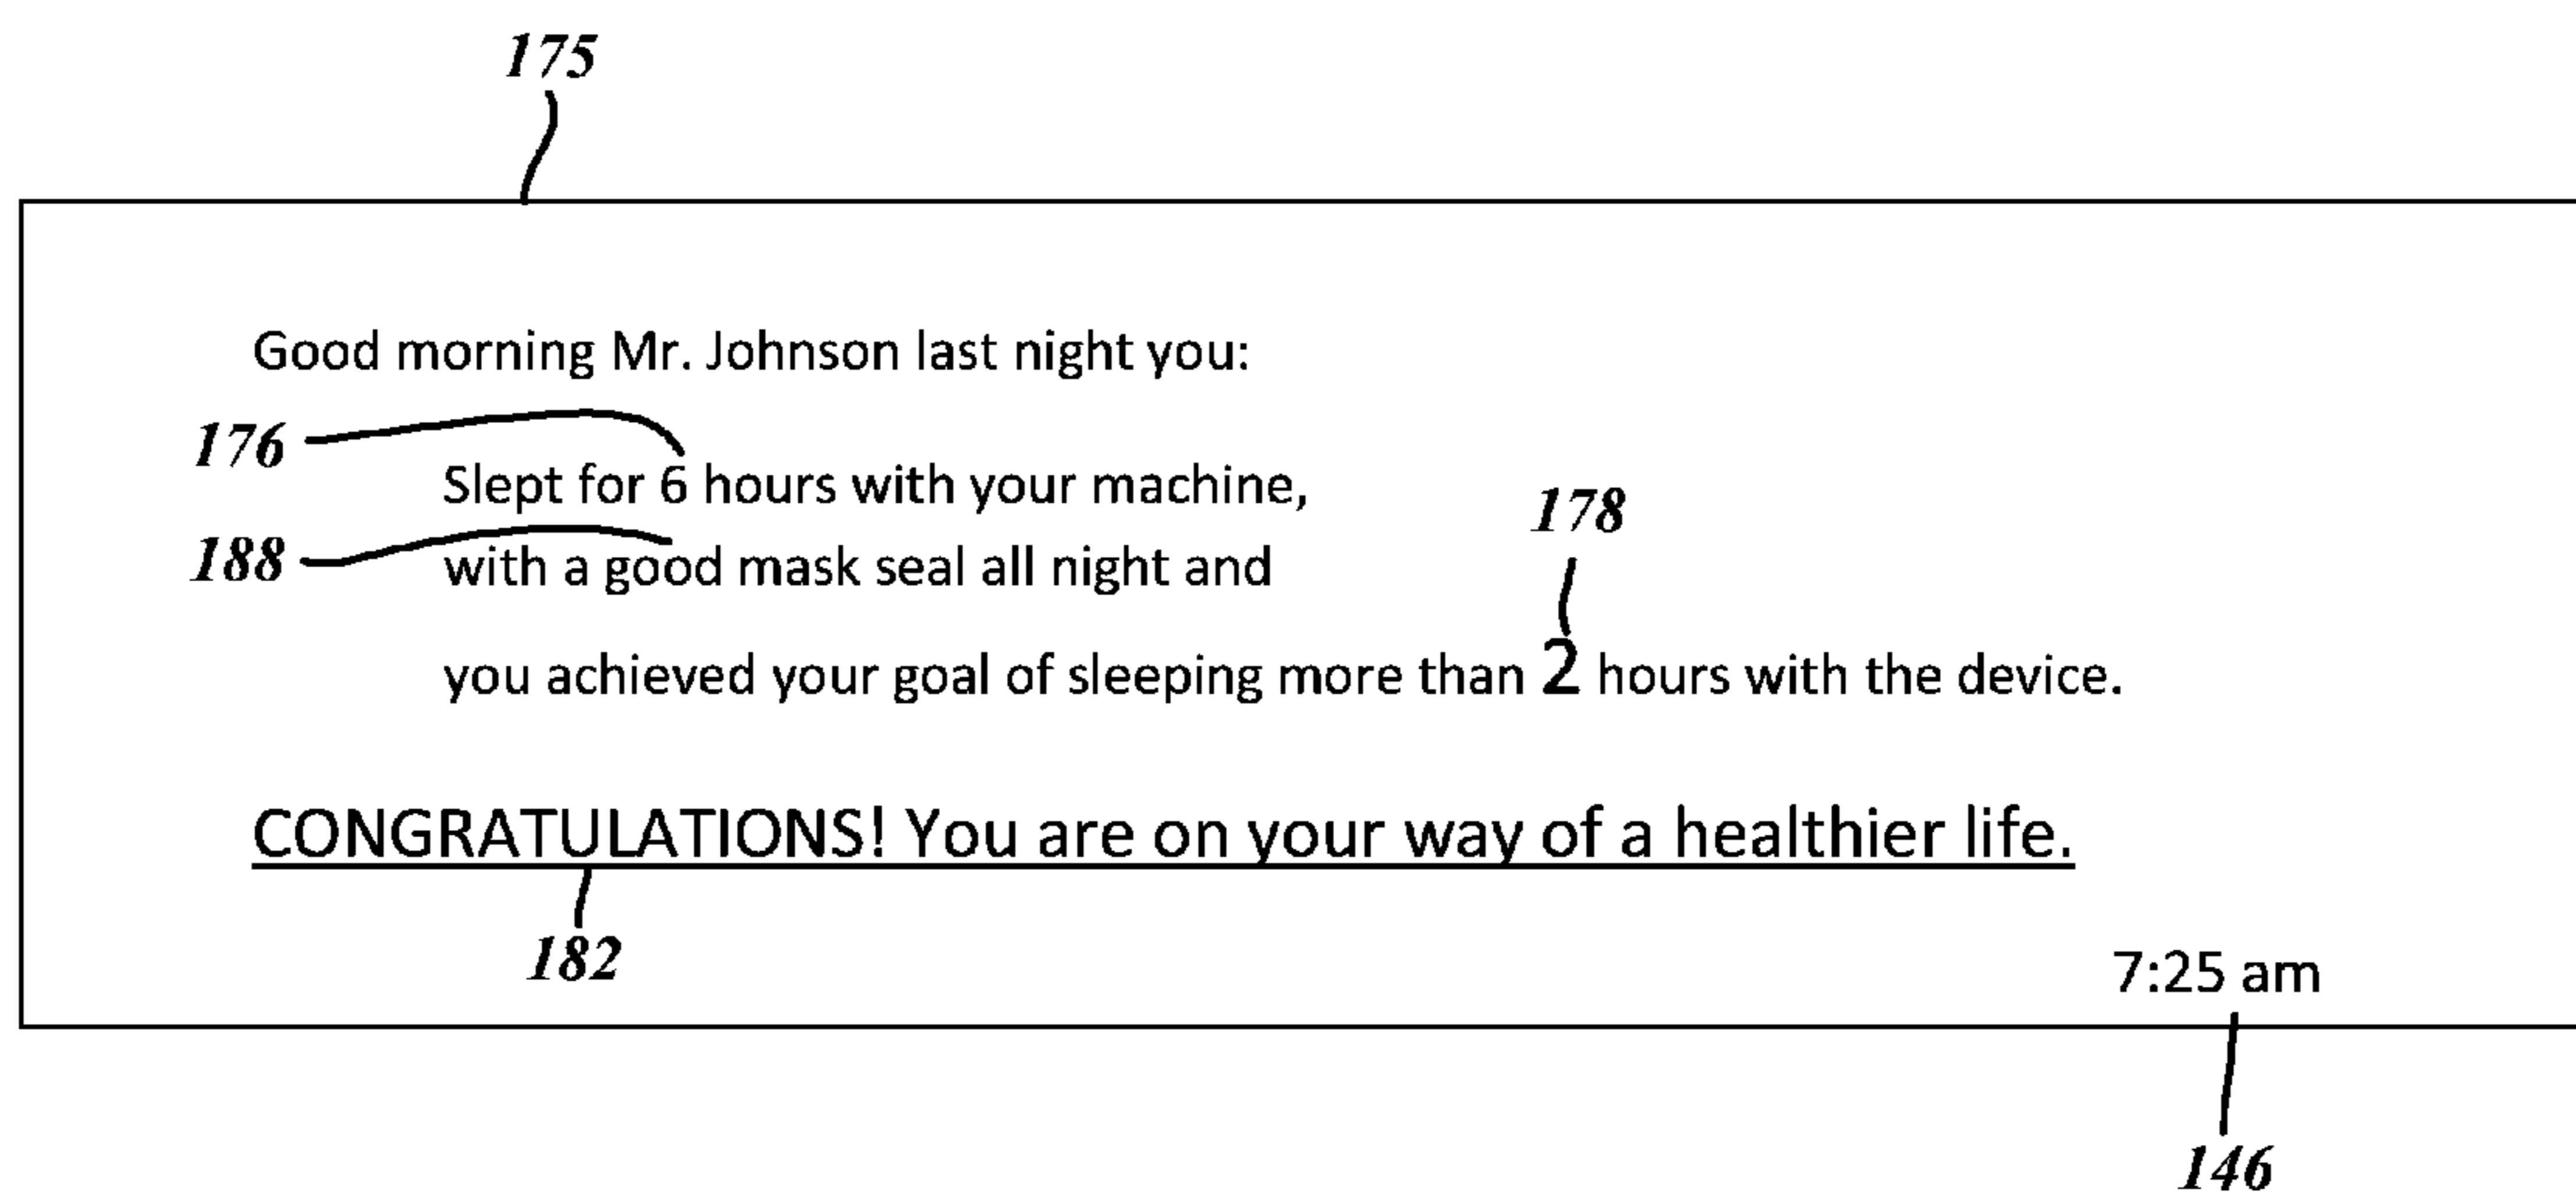 175
Good morning Mr. Johnson last night you:
176
Slept for 6 hours with your machine,
178
188
with a good mask seal all night and
you achieved your goal of sleeping more than 2 hours with the device.
CONGRATULATIONS! You are on your way of a healthier life.
182
7:25 am
146